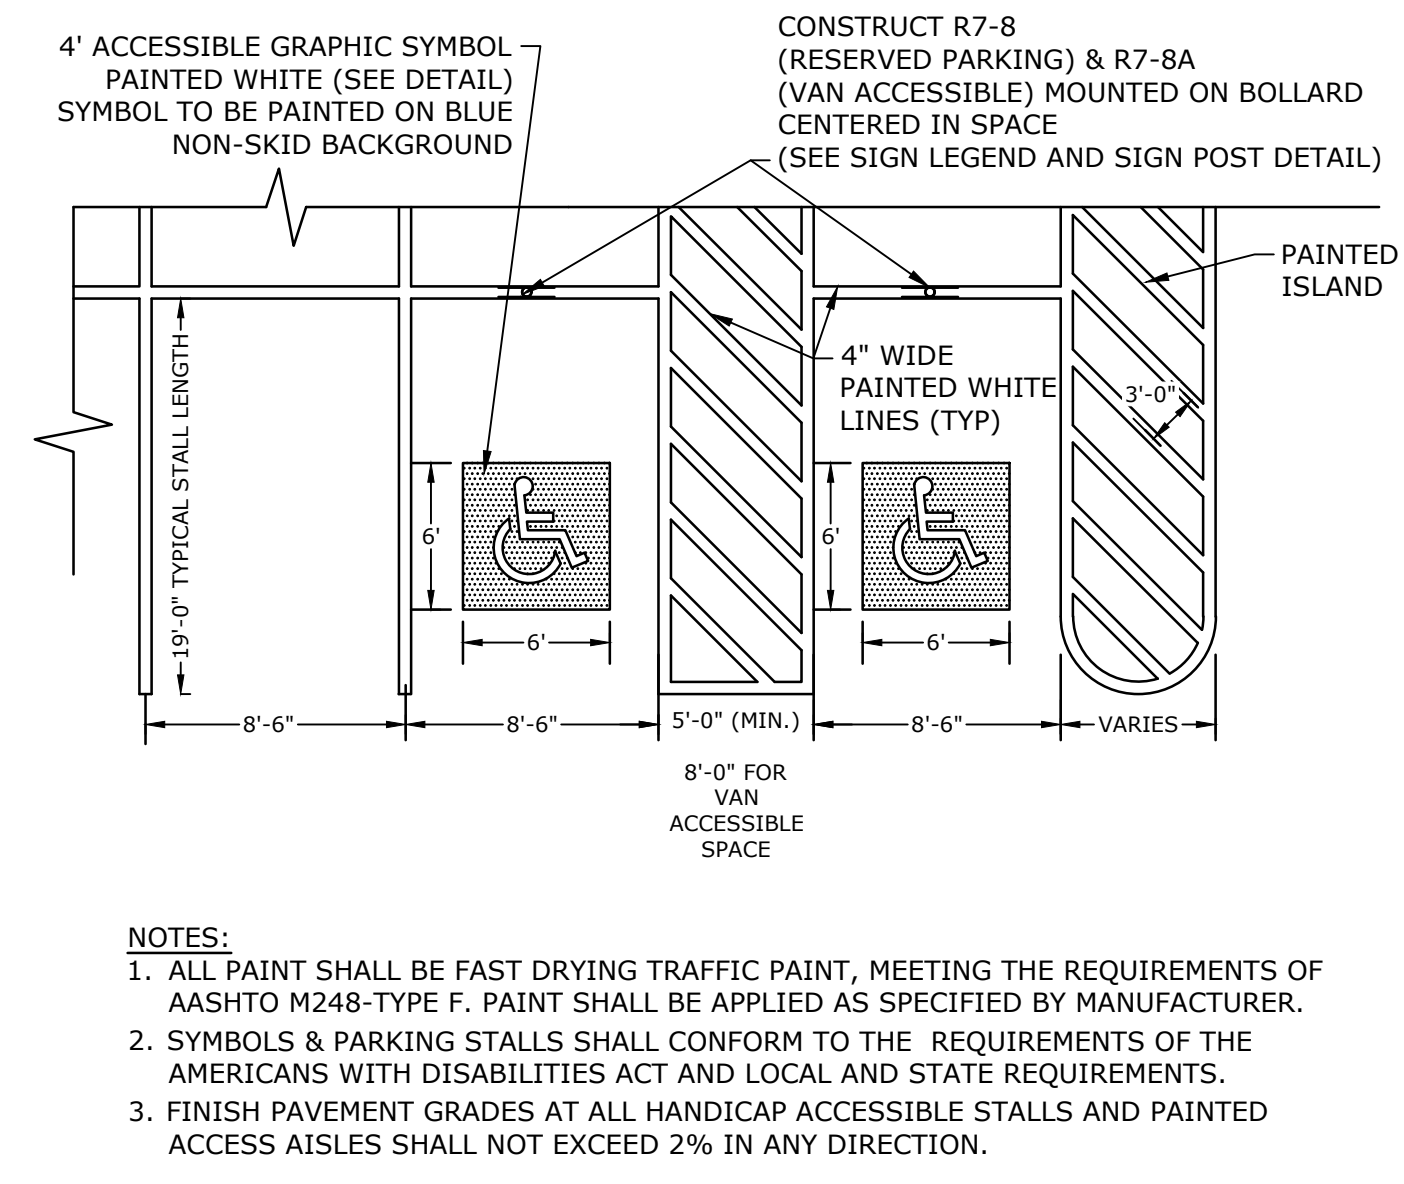 4' ACCESSIBLE GRAPHIC SYMBOL
PAINTED WHITE (SEE DETAIL)
SYMBOL TO BE PAINTED ON BLUE
NON-SKID BACKGROUND
CONSTRUCT R7-8
(RESERVED PARKING) & R7-8A
(VAN ACCESSIBLE) MOUNTED ON BOLLARD
CENTERED IN SPACE
(SEE SIGN LEGEND AND SIGN POST DETAIL)
PAINTED
ISLAND
4" WIDE
PAINTED WHITE
LINES (TYP)
3'-0"
19'-0" TYPICAL STALL LENGTH
6'
6'
6'
6'
8'-6"
8'-6"
5'-0" (MIN.)
8'-6"
VARIES
8'-0" FOR
VAN
ACCESSIBLE
SPACE
NOTES:
1. ALL PAINT SHALL BE FAST DRYING TRAFFIC PAINT, MEETING THE REQUIREMENTS OF
AASHTO M248-TYPE F. PAINT SHALL BE APPLIED AS SPECIFIED BY MANUFACTURER.
2. SYMBOLS & PARKING STALLS SHALL CONFORM TO THE REQUIREMENTS OF THE
AMERICANS WITH DISABILITIES ACT AND LOCAL AND STATE REQUIREMENTS.
3. FINISH PAVEMENT GRADES AT ALL HANDICAP ACCESSIBLE STALLS AND PAINTED
ACCESS AISLES SHALL NOT EXCEED 2% IN ANY DIRECTION.